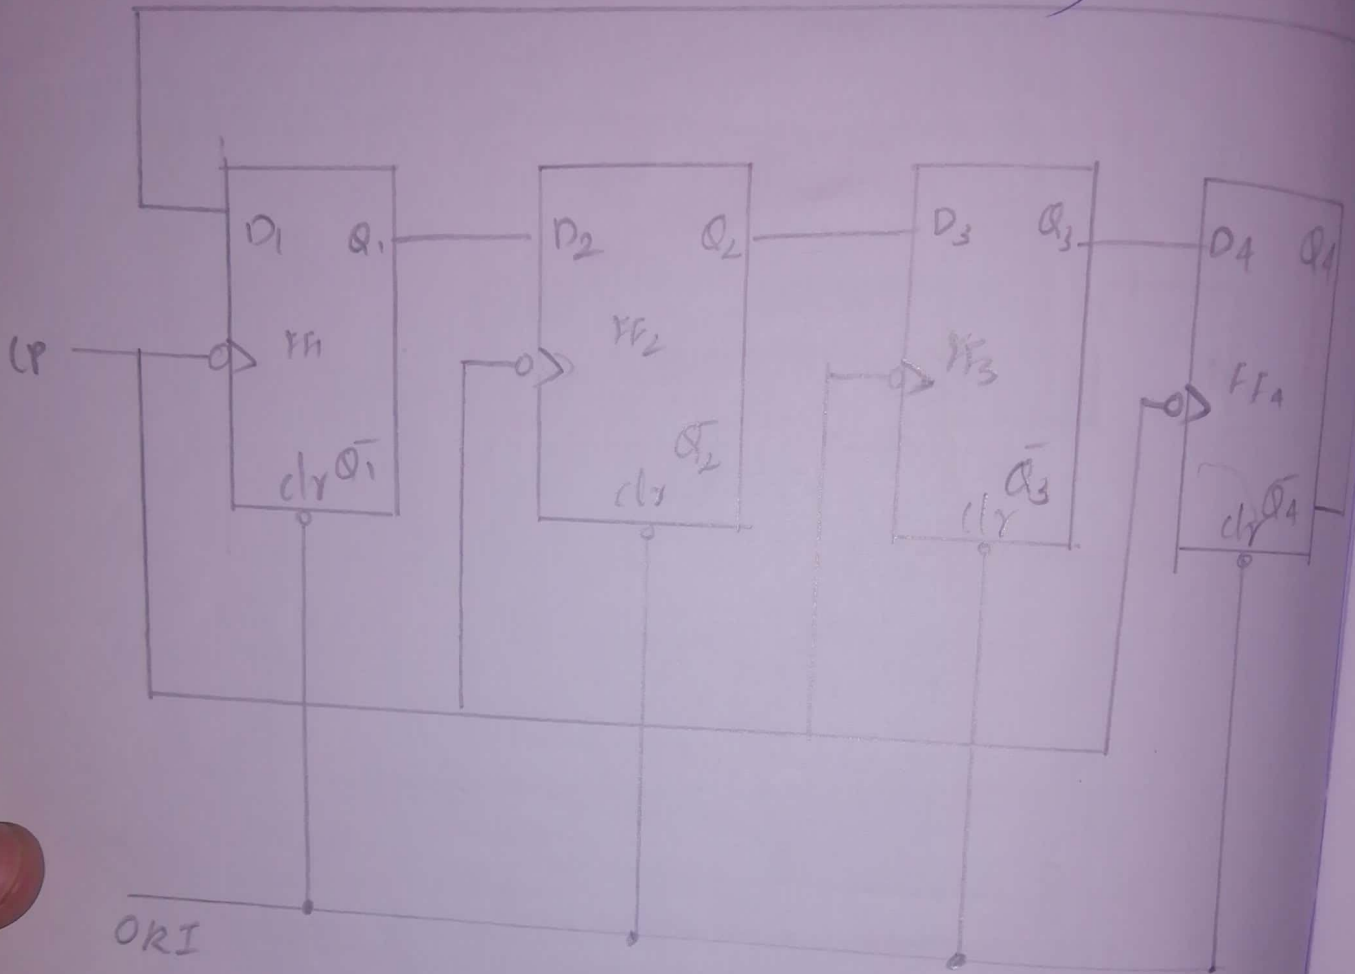 D1 Q1 D2 Q2 D3 Q3 D4 Q4
CP FF1 FF2 FF3 FF4
clr Q̄1 clr Q̄2 clr Q̄3 clr Q̄4
ORI